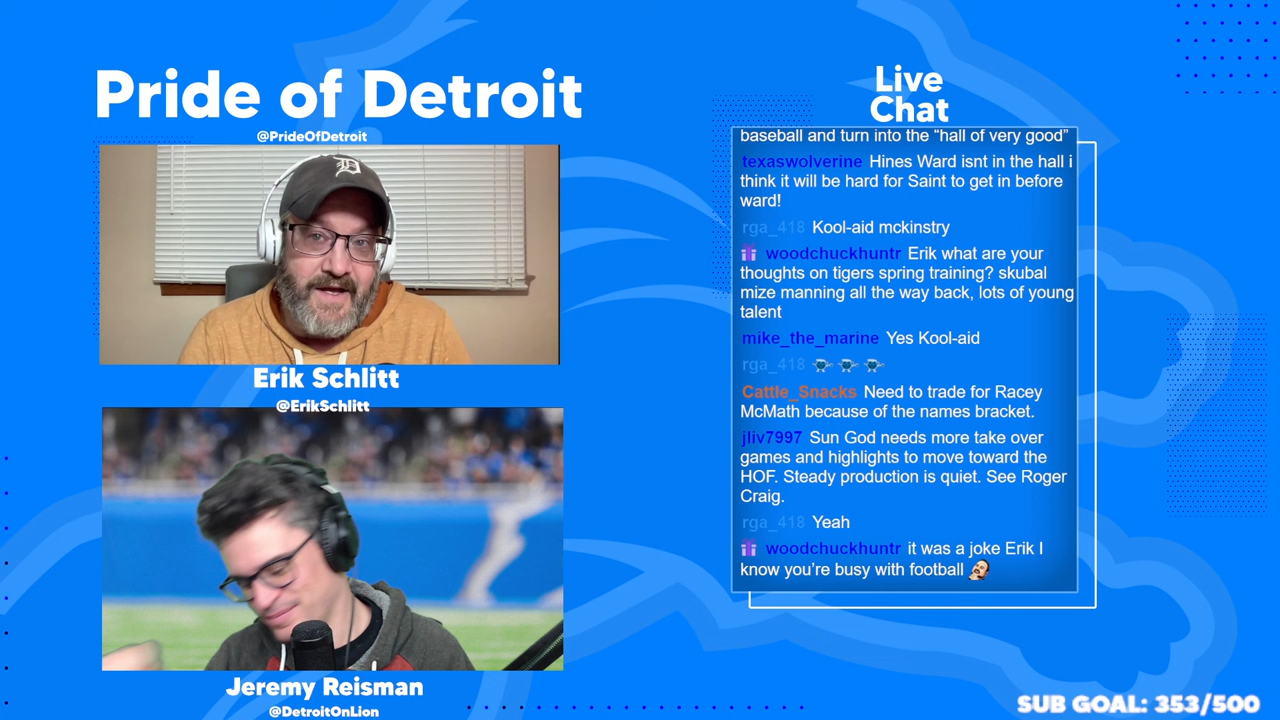 Pride of Detroit
@PrideOfDetroit
D
Erik Schlitt
@ErikSchlitt
Jeremy Reisman
@DetroitOnLion
Live
Chat
baseball and turn into the “hall of very good”
texaswolverine Hines Ward isnt in the hall i
think it will be hard for Saint to get in before
ward!
rga_418 Kool-aid mckinstry
woodchuckhuntr Erik what are your
thoughts on tigers spring training? skubal
mize manning all the way back, lots of young
talent
mike_the_marine Yes Kool-aid
rga_418
Cattle_Snacks Need to trade for Racey
McMath because of the names bracket.
jliv7997 Sun God needs more take over
games and highlights to move toward the
HOF. Steady production is quiet. See Roger
Craig.
rga_418 Yeah
woodchuckhuntr it was a joke Erik I
know you’re busy with football
SUB GOAL: 353/500